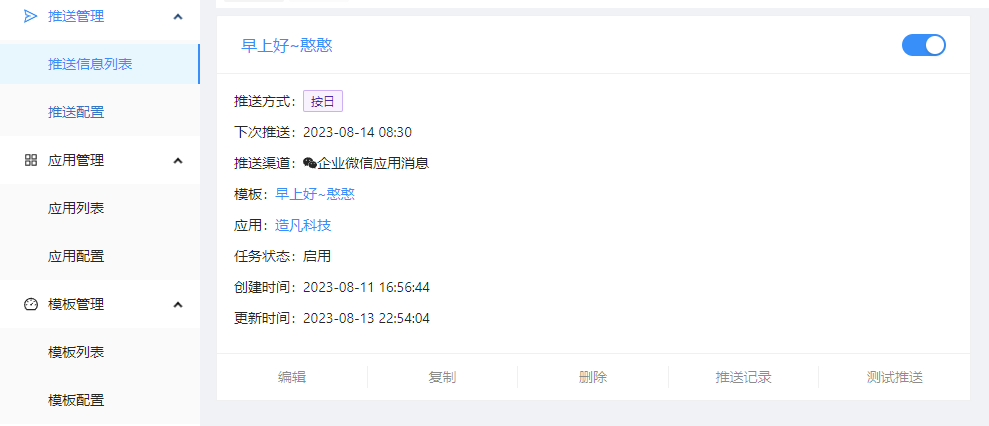 推送管理
推送信息列表
推送配置
应用管理
应用列表
应用配置
模板管理
模板列表
模板配置
早上好~憨憨
推送方式：按日
下次推送：2023-08-14 08:30
推送渠道：企业微信应用消息
模板：早上好~憨憨
应用：造凡科技
任务状态：启用
创建时间：2023-08-11 16:56:44
更新时间：2023-08-13 22:54:04
编辑 复制 删除 推送记录 测试推送